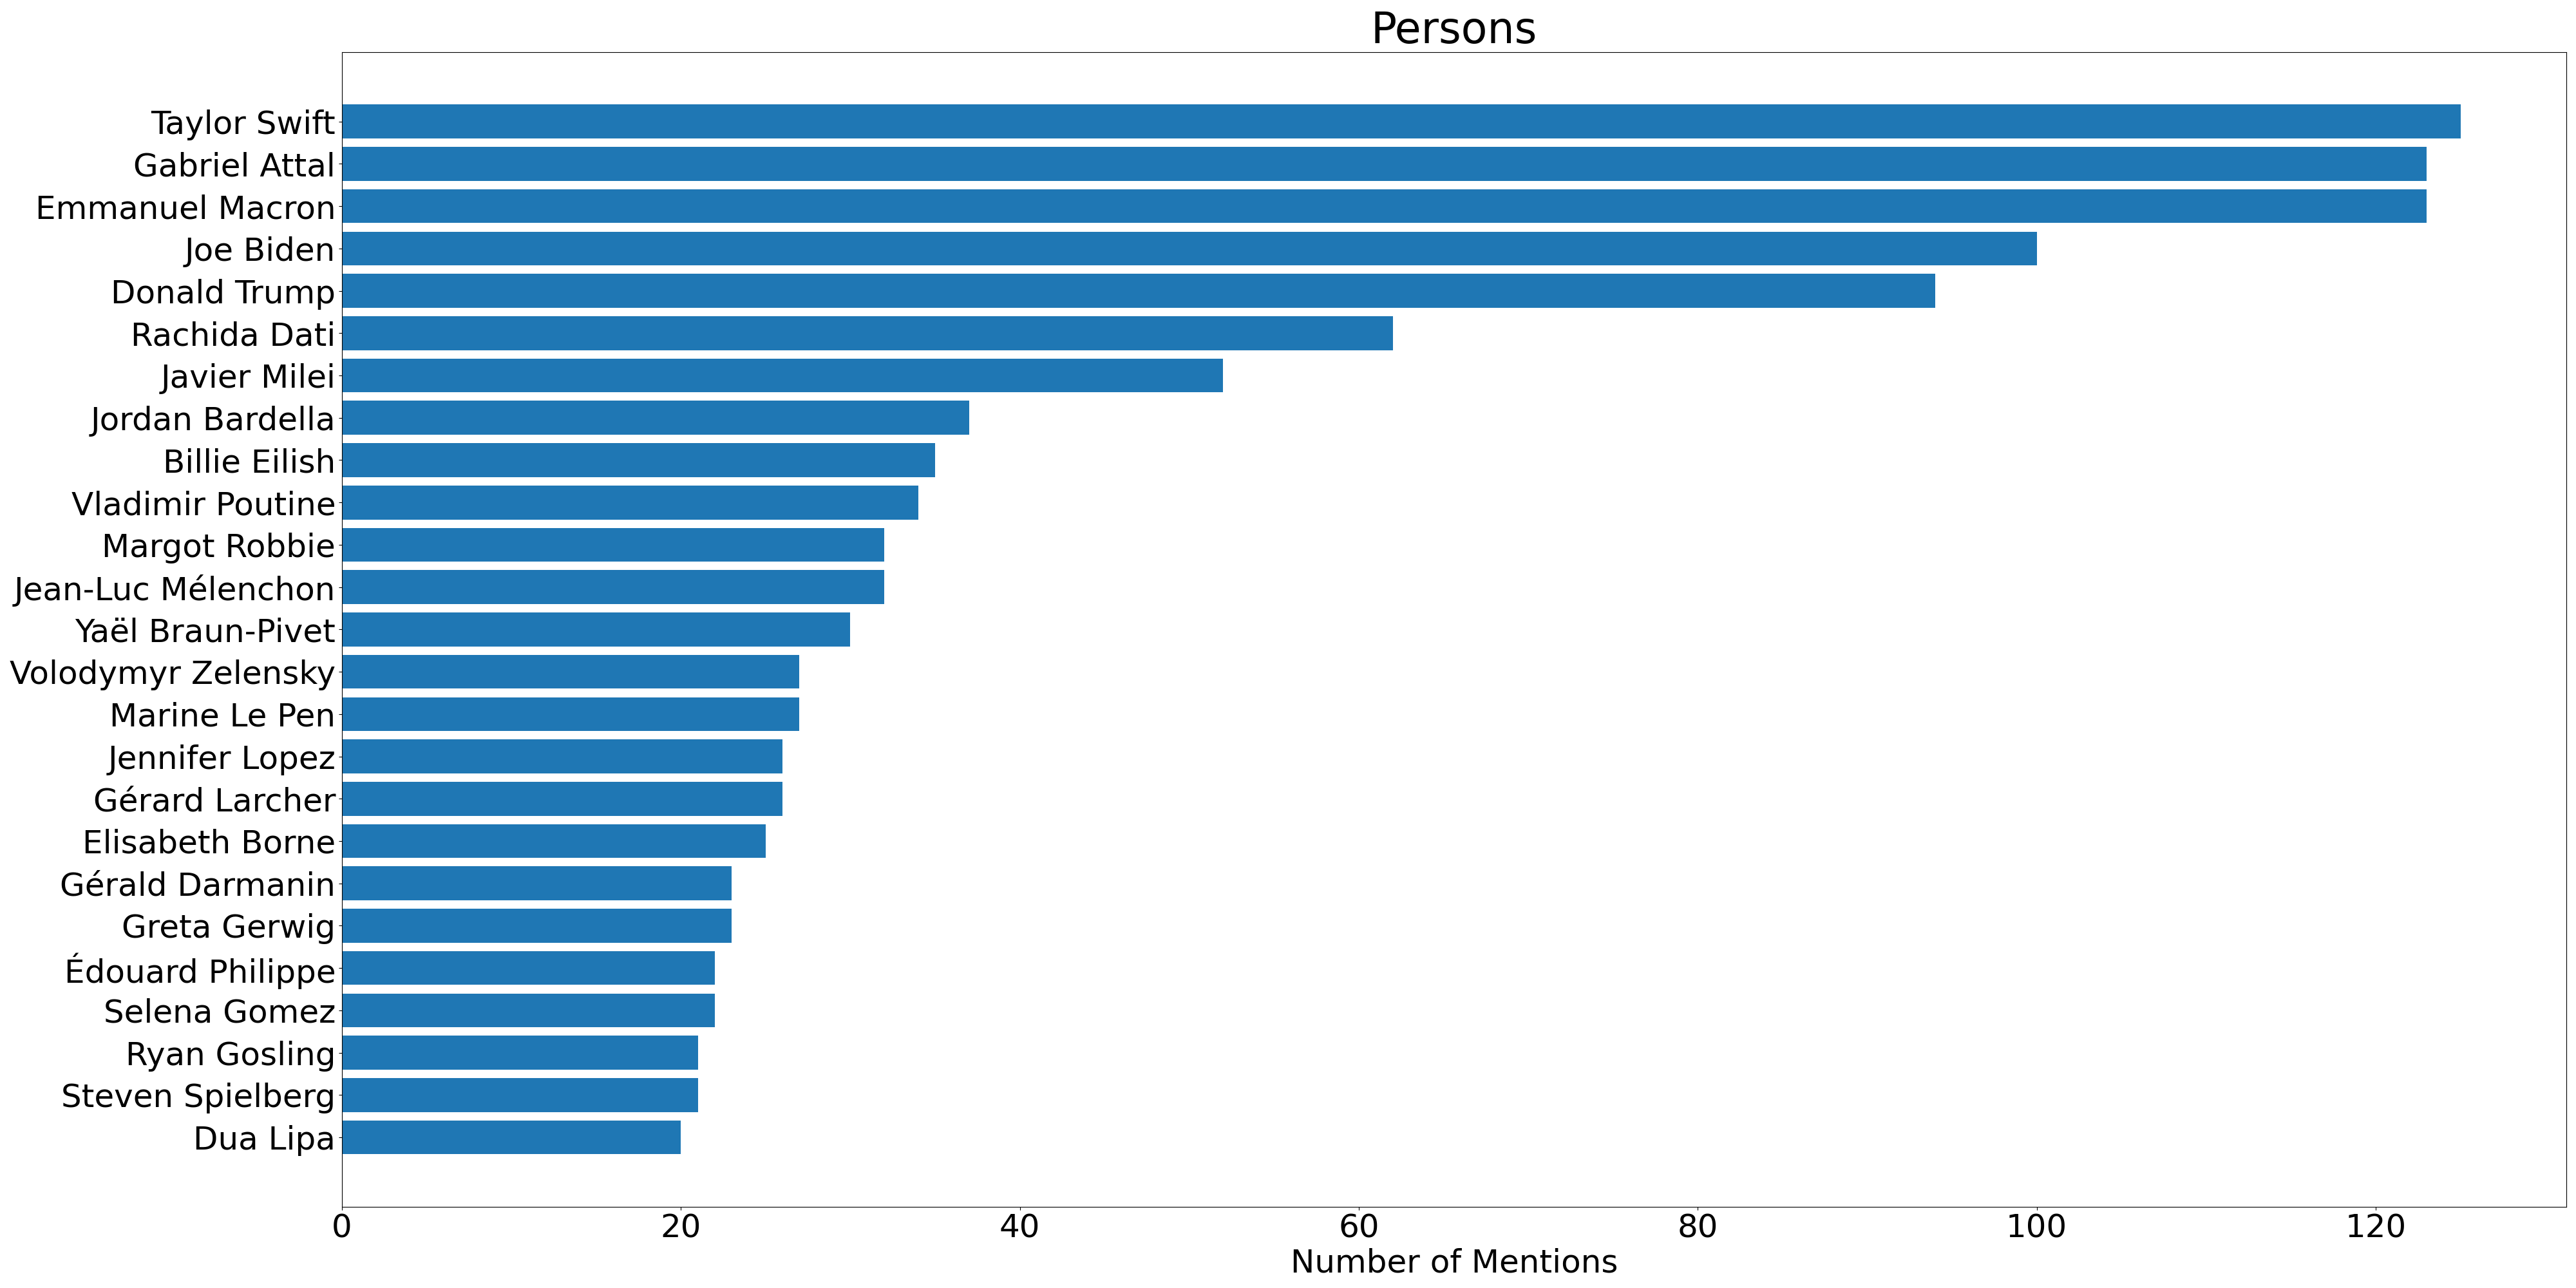 Persons
Taylor Swift
Gabriel Attal
Emmanuel Macron
Joe Biden
Donald Trump
Rachida Dati
Javier Milei
Jordan Bardella
Billie Eilish
Vladimir Poutine
Margot Robbie
Jean-Luc Mélenchon
Yaël Braun-Pivet
Volodymyr Zelensky
Marine Le Pen
Jennifer Lopez
Gérard Larcher
Elisabeth Borne
Gérald Darmanin
Greta Gerwig
Édouard Philippe
Selena Gomez
Ryan Gosling
Steven Spielberg
Dua Lipa
0 20 40 60 80 100 120
Number of Mentions